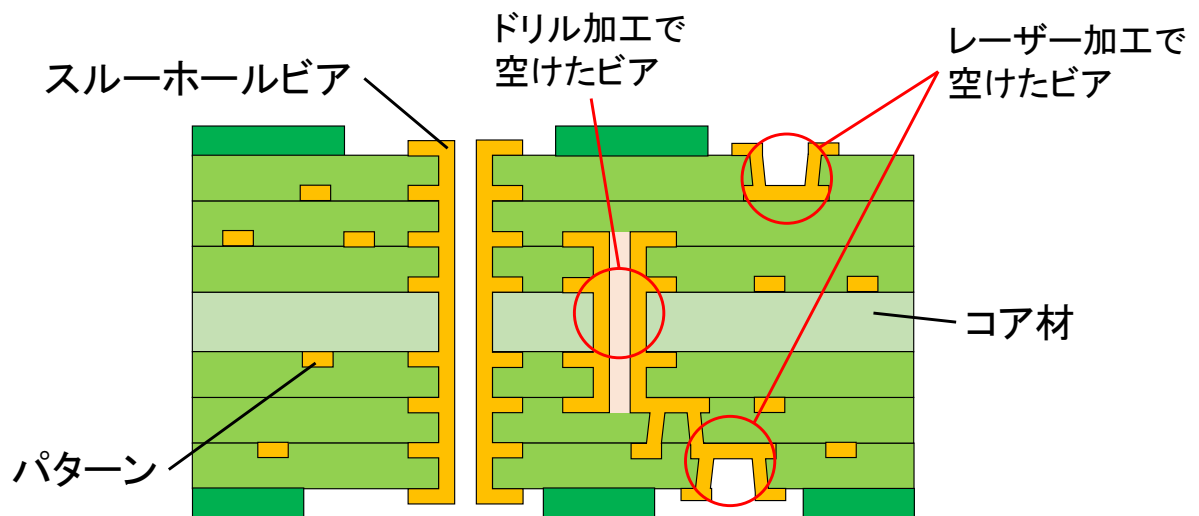 ドリル加工で
空けたビア
レーザー加工で
空けたビア
スルーホールビア
コア材
パターン